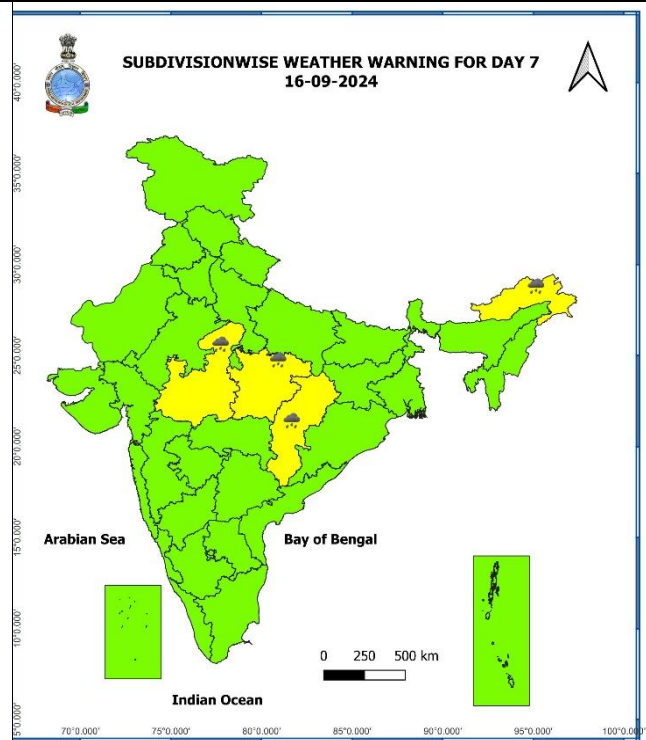 SUBDIVISIONWISE WEATHER WARNING FOR DAY 7
16-09-2024
40°0.000'
35°0.000'
30°0.000'
25°0.000'
20°0.000'
15°0.000'
10°0.000'
5°0.000'
Arabian Sea
Bay of Bengal
0 250 500 km
Indian Ocean
70°0.000' 75°0.000' 80°0.000' 85°0.000' 90°0.000' 95°0.000' 100°0.000'